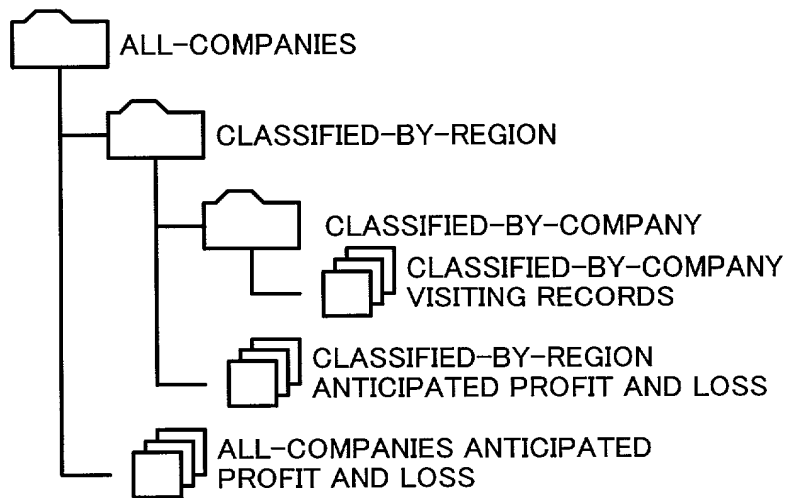 ALL-COMPANIES
CLASSIFIED-BY-REGION
CLASSIFIED-BY-COMPANY
CLASSIFIED-BY-COMPANY
VISITING RECORDS
CLASSIFIED-BY-REGION
ANTICIPATED PROFIT AND LOSS
ALL-COMPANIES ANTICIPATED
PROFIT AND LOSS